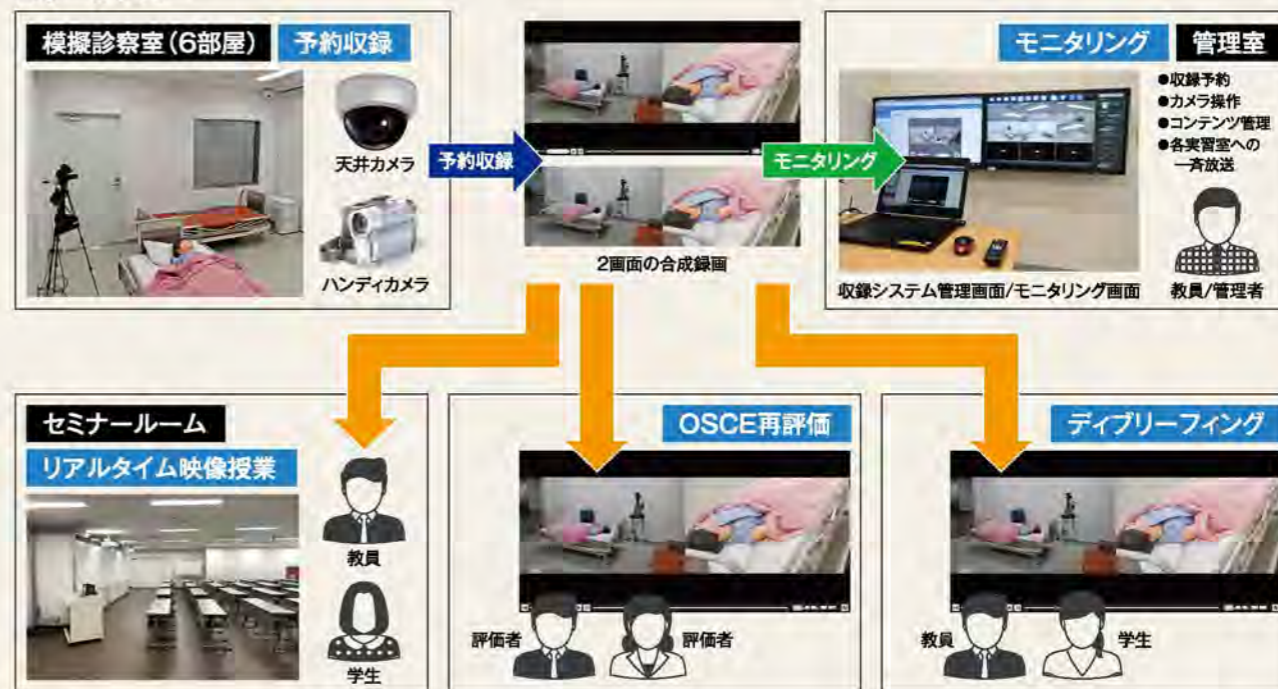 模擬診察室(6部屋)
予約収録
天井カメラ
ハンディカメラ
予約収録
2画面の合成録画
モニタリング
モニタリング
管理室
●収録予約
●カメラ操作
●コンテンツ管理
●各実習室への
一斉放送
収録システム管理画面/モニタリング画面
教員/管理者
セミナールーム
リアルタイム映像授業
教員
学生
OSCE再評価
評価者
評価者
ディブリーフィング
教員
学生